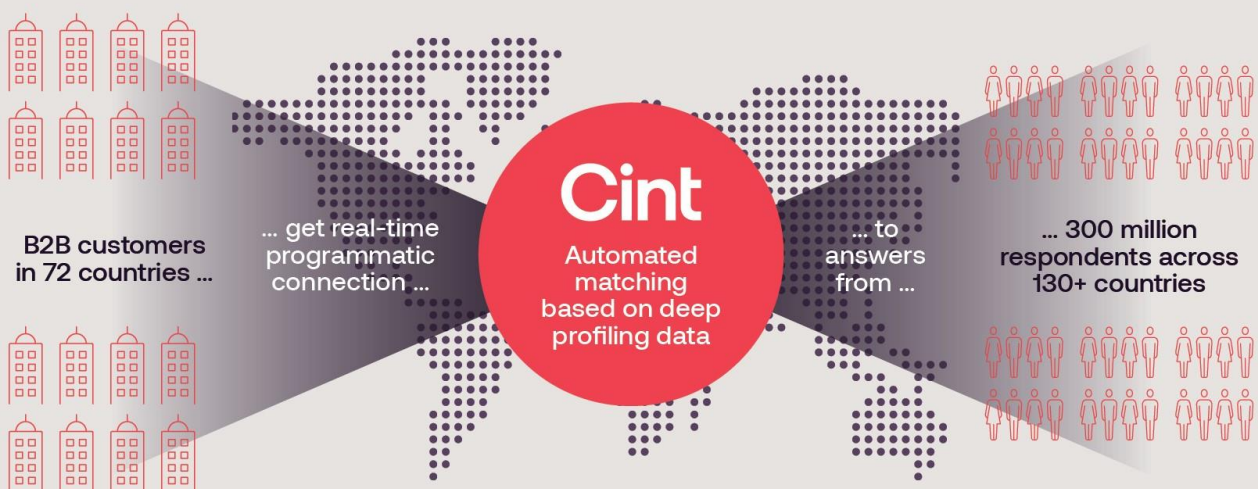 B2B customers
in 72 countries ...
... get real-time
programmatic
connection ...
Cint
Automated
matching
based on deep
profiling data
... to
answers
from ...
... 300 million
respondents across
130+ countries